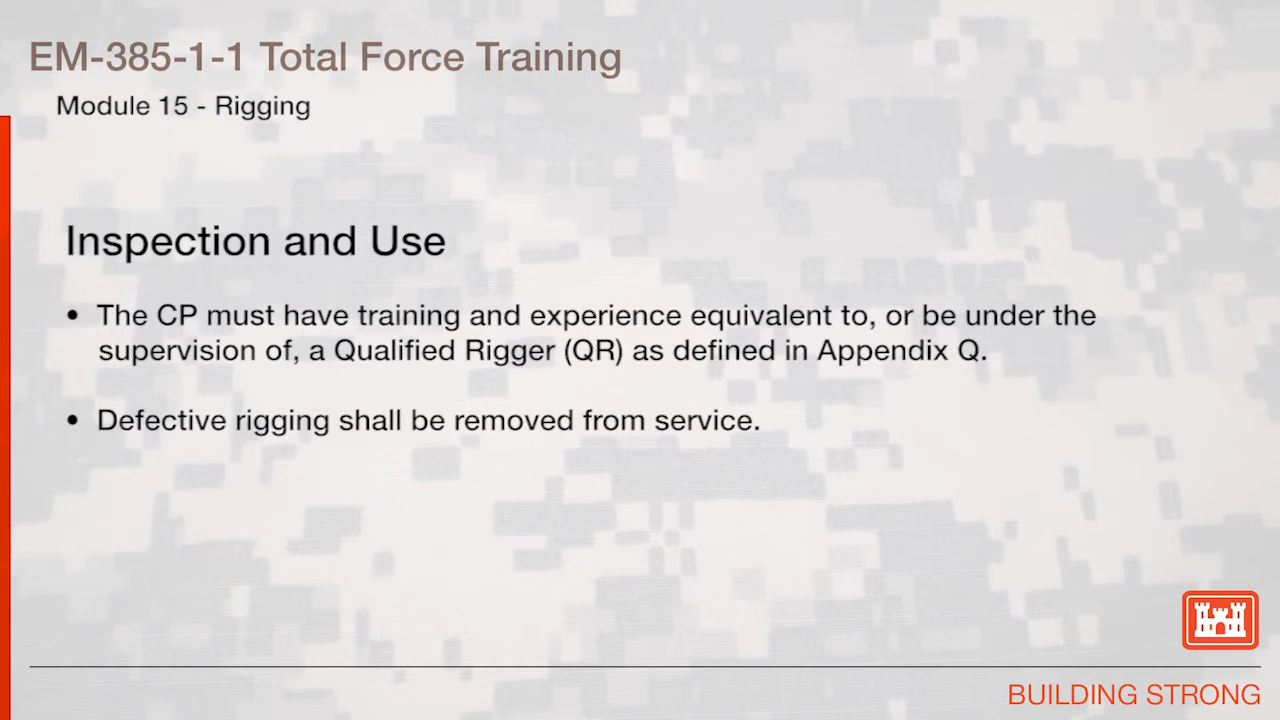 EM-385-1-1 Total Force Training
Module 15 - Rigging
Inspection and Use
• The CP must have training and experience equivalent to, or be under the
supervision of, a Qualified Rigger (QR) as defined in Appendix Q.
• Defective rigging shall be removed from service.
BUILDING STRONG